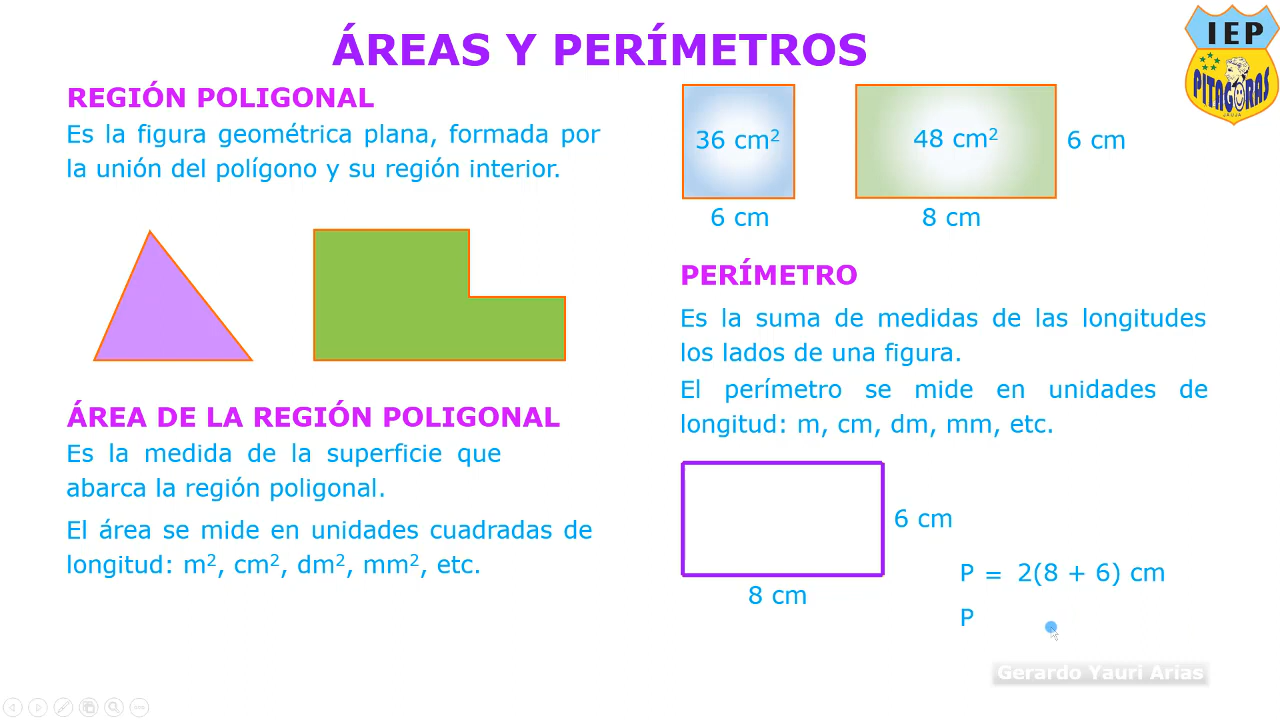 ÁREAS Y PERÍMETROS
IEP
PITAGORAS
JAUJA
REGIÓN POLIGONAL
Es la figura geométrica plana, formada por
la unión del polígono y su región interior.
ÁREA DE LA REGIÓN POLIGONAL
Es la medida de la superficie que
abarca la región poligonal.
El área se mide en unidades cuadradas de
longitud: m², cm², dm², mm², etc.
36 cm²
6 cm
48 cm²
6 cm
8 cm
PERÍMETRO
Es la suma de medidas de las longitudes
los lados de una figura.
El perímetro se mide en unidades de
longitud: m, cm, dm, mm, etc.
6 cm
8 cm
P = 2(8 + 6) cm
P
Gerardo Yauri Arias